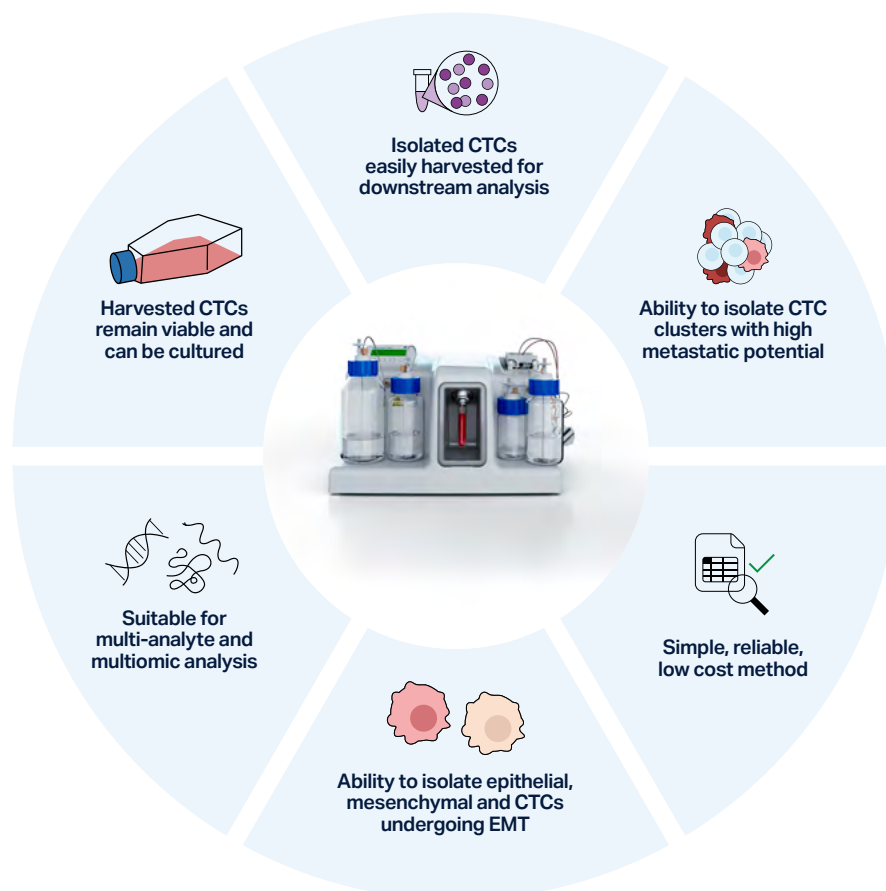 Isolated CTCs
easily harvested for
downstream analysis
Ability to isolate CTC
clusters with high
metastatic potential
Simple, reliable,
low cost method
Ability to isolate epithelial,
mesenchymal and CTCs
undergoing EMT
Suitable for
multi-analyte and
multiomic analysis
Harvested CTCs
remain viable and
can be cultured